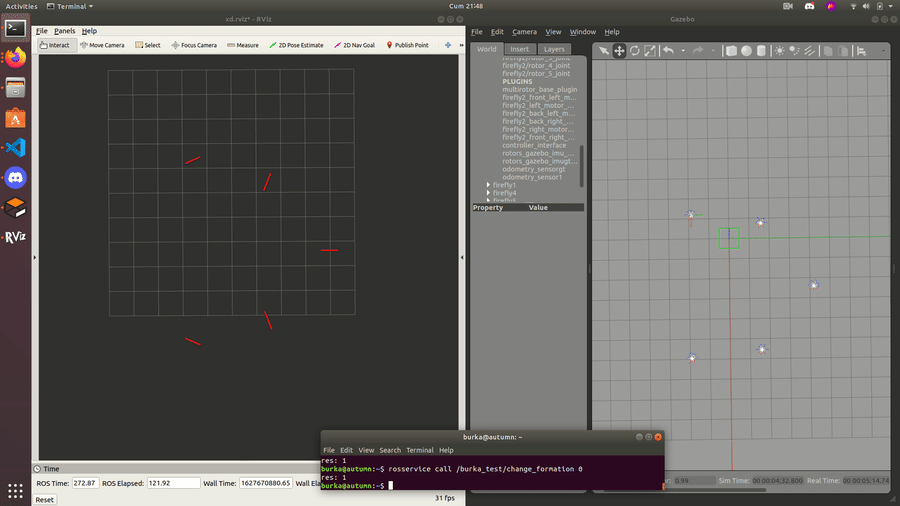 Activities
Terminal
Cum 21:48
xd.rviz* - RViz
File Panels Help
Interact Move Camera Select Focus Camera Measure 2D Pose Estimate 2D Nav Goal Publish Point
Time
ROS Time: 272.87 ROS Elapsed: 121.92 Wall Time: 1627670880.65
Reset
31 fps
Gazebo
File Edit Camera View Window Help
World Insert Layers
firefly2/rotor_4_joint
firefly2/rotor_5_joint
PLUGINS
multirotor_base_plugin
firefly2_front_left_m...
firefly2_left_motor_...
firefly2_back_left_m...
firefly2_back_right_...
firefly2_right_motor...
firefly2_front_right_...
controller_interface
rotors_gazebo_imu_...
rotors_gazebo_imugt...
odometry_sensorgt
odometry_sensor1
firefly1
firefly4
Property Value
0.99 Sim Time: 00:00:04:32.800 Real Time: 00:00:05:14.74
burka@autumn: ~
File Edit View Search Terminal Help
res: 1
burka@autumn:~$ rosservice call /burka_test/change_formation 0
res: 1
burka@autumn:~$
RViz